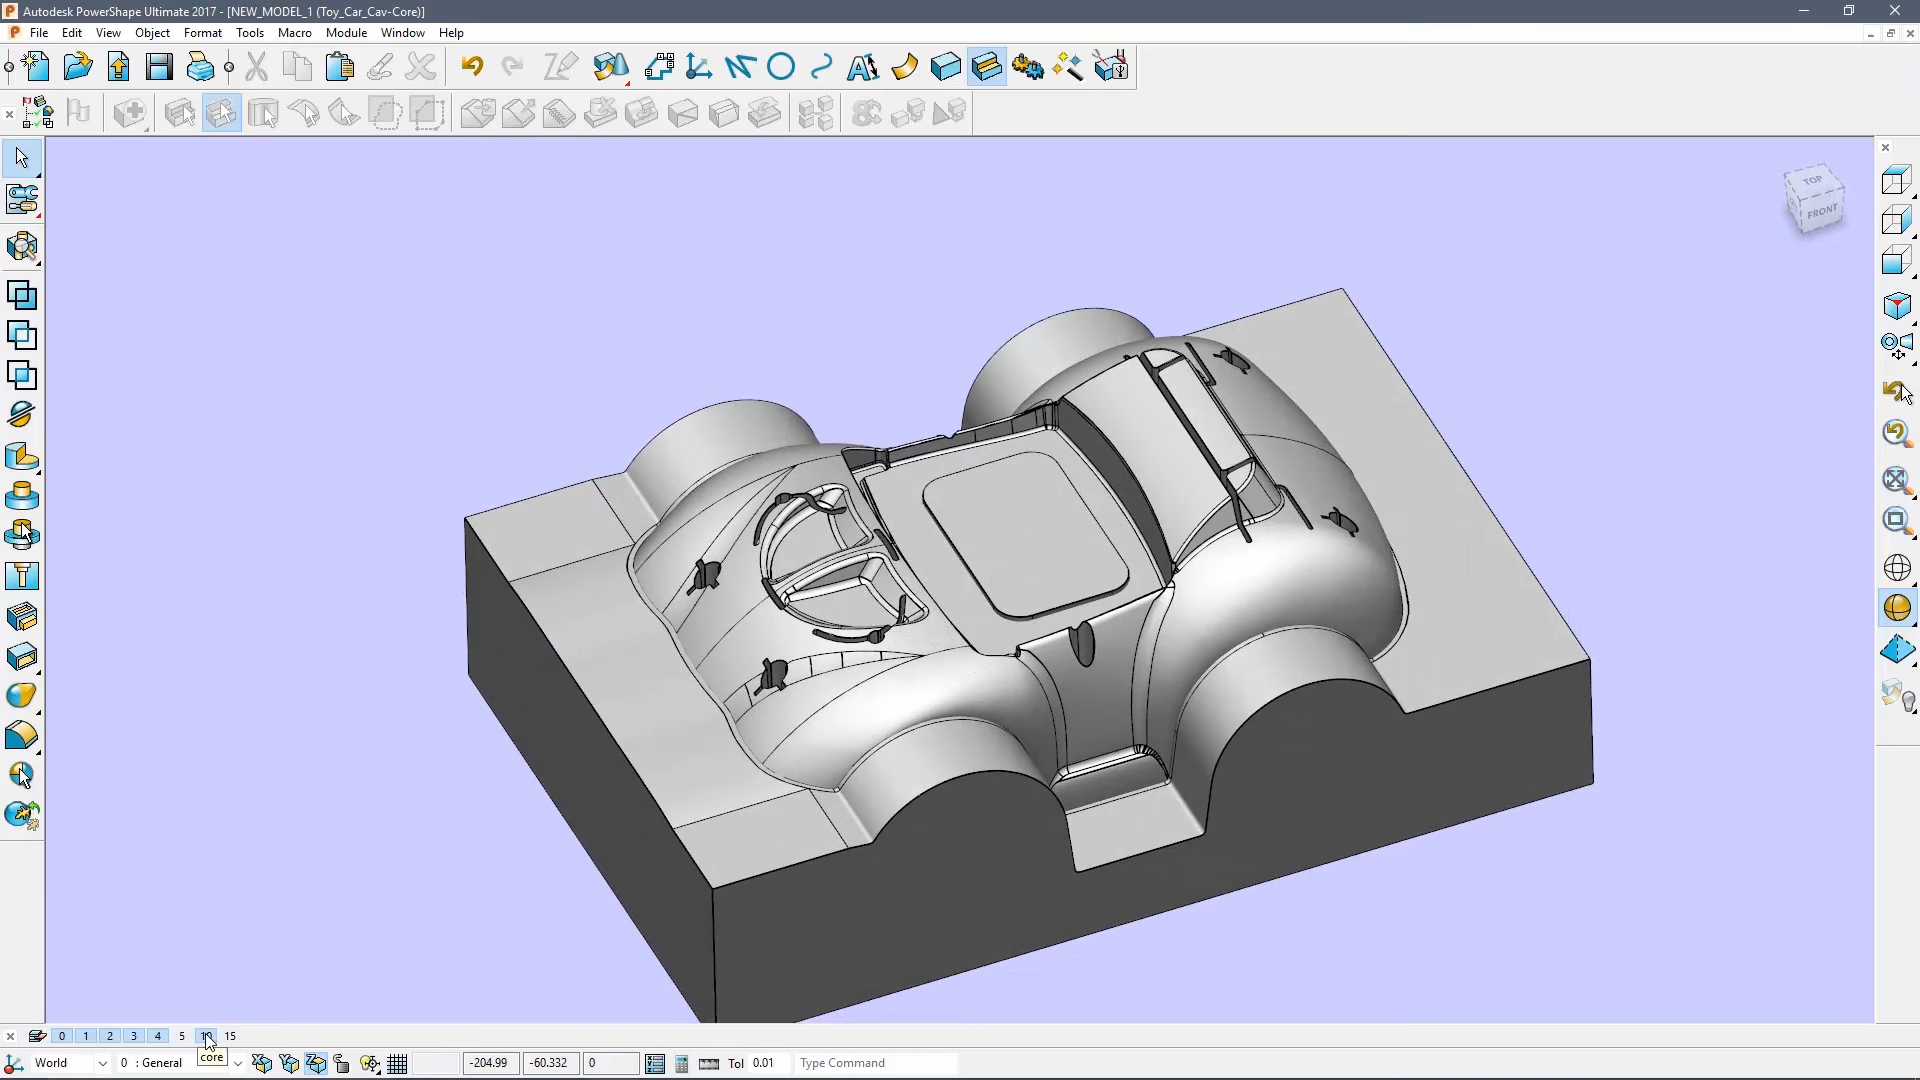 Autodesk PowerShape Ultimate 2017 - [NEW_MODEL_1 (Toy_Car_Cav-Core)]
File Edit View Object Format Tools Macro Module Window Help
TOP
FRONT
0 1 2 3 4 5 10 15
core
World 0 : General -204.99 -60.332 0 Tol 0.01 Type Command